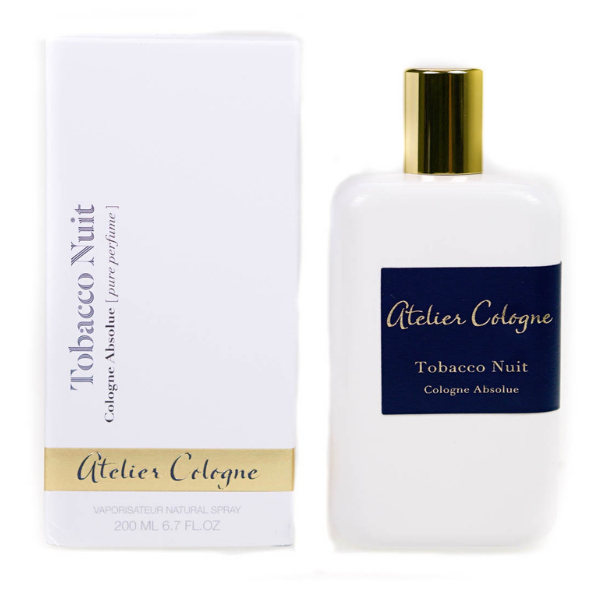 Tobacco Nuit
Cologne Absolue [pure perfume]
Atelier Cologne
VAPORISATEUR NATURAL SPRAY
200 ML 6,7 FL.OZ
Atelier Cologne
Tobacco Nuit
Cologne Absolue